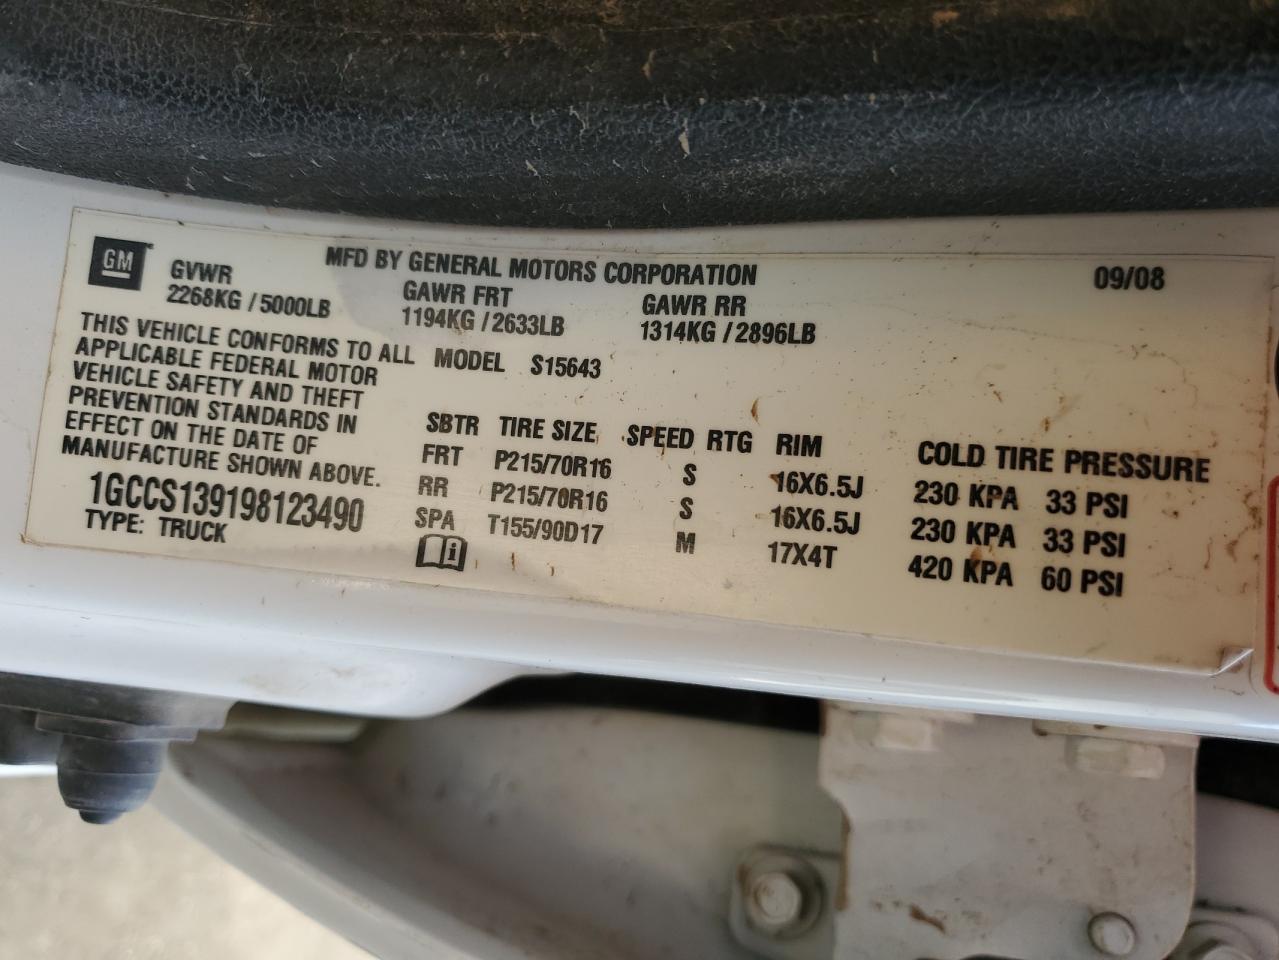 GM
MFD BY GENERAL MOTORS CORPORATION
09/08
GVWR
GAWR FRT
GAWR RR
2268KG / 5000LB
1194KG / 2633LB
1314KG / 2896LB
THIS VEHICLE CONFORMS TO ALL
APPLICABLE FEDERAL MOTOR
VEHICLE SAFETY AND THEFT
PREVENTION STANDARDS IN
EFFECT ON THE DATE OF
MANUFACTURE SHOWN ABOVE.
1GCCS139198123490
TYPE: TRUCK
MODEL S15643
SBTR TIRE SIZE SPEED RTG RIM COLD TIRE PRESSURE
FRT P215/70R16 S 16X6.5J 230 KPA 33 PSI
RR P215/70R16 S 16X6.5J 230 KPA 33 PSI
SPA T155/90D17 M 17X4T 420 KPA 60 PSI